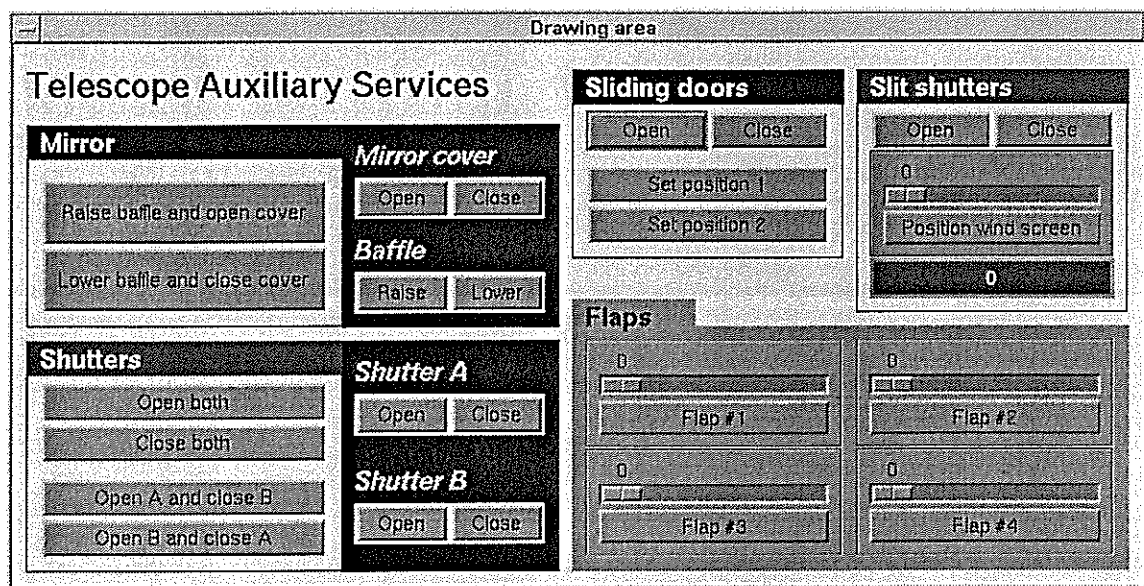 Drawing area
Telescope Auxiliary Services
Mirror
Raise baffle and open cover
Lower baffle and close cover
Mirror cover
Open Close
Baffle
Raise Lower
Shutters
Open both
Close both
Open A and close B
Open B and close A
Shutter A
Open Close
Shutter B
Open Close
Sliding doors
Open Close
Set position 1
Set position 2
Slit shutters
Open Close
0
Position wind screen
0
Flaps
0
Flap #1
0
Flap #2
0
Flap #3
0
Flap #4